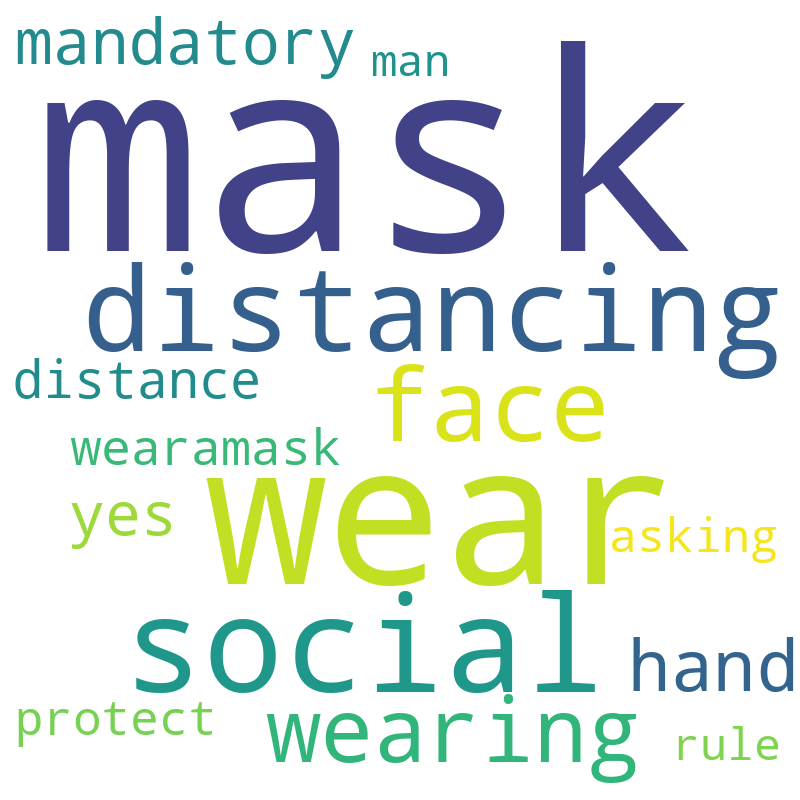 mandatory man
mask
distancing
distance face
wearamask
yes wear asking
social hand
protect wearing rule